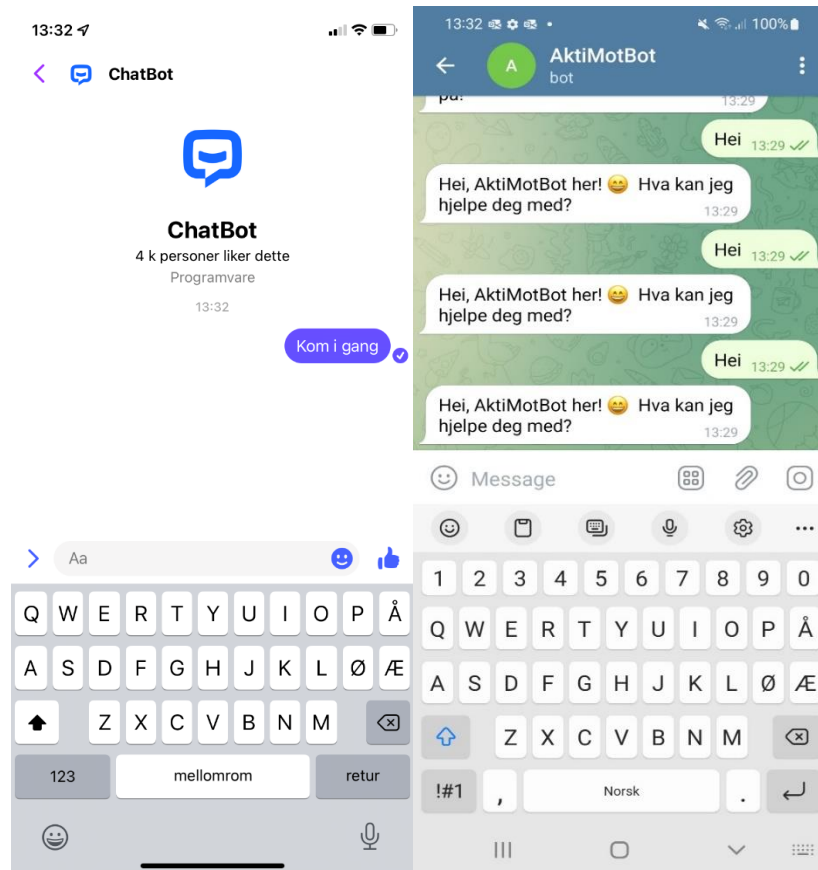 13:32
ChatBot
ChatBot
4 k personer liker dette
Programvare
13:32
Kom i gang
Aa
Q W E R T Y U I O P Å
A S D F G H J K L Ø Æ
Z X C V B N M
123 mellomrom retur
13:32 100%
A
AktiMotBot
bot
13:29
Hei 13:29
Hei, AktiMotBot her! 😄 Hva kan jeg
hjelpe deg med? 13:29
Hei 13:29
Hei, AktiMotBot her! 😄 Hva kan jeg
hjelpe deg med? 13:29
Hei 13:29
Hei, AktiMotBot her! 😄 Hva kan jeg
hjelpe deg med? 13:29
Message
1 2 3 4 5 6 7 8 9 0
Q W E R T Y U I O P Å
A S D F G H J K L Ø Æ
Z X C V B N M
!#1 , Norsk .